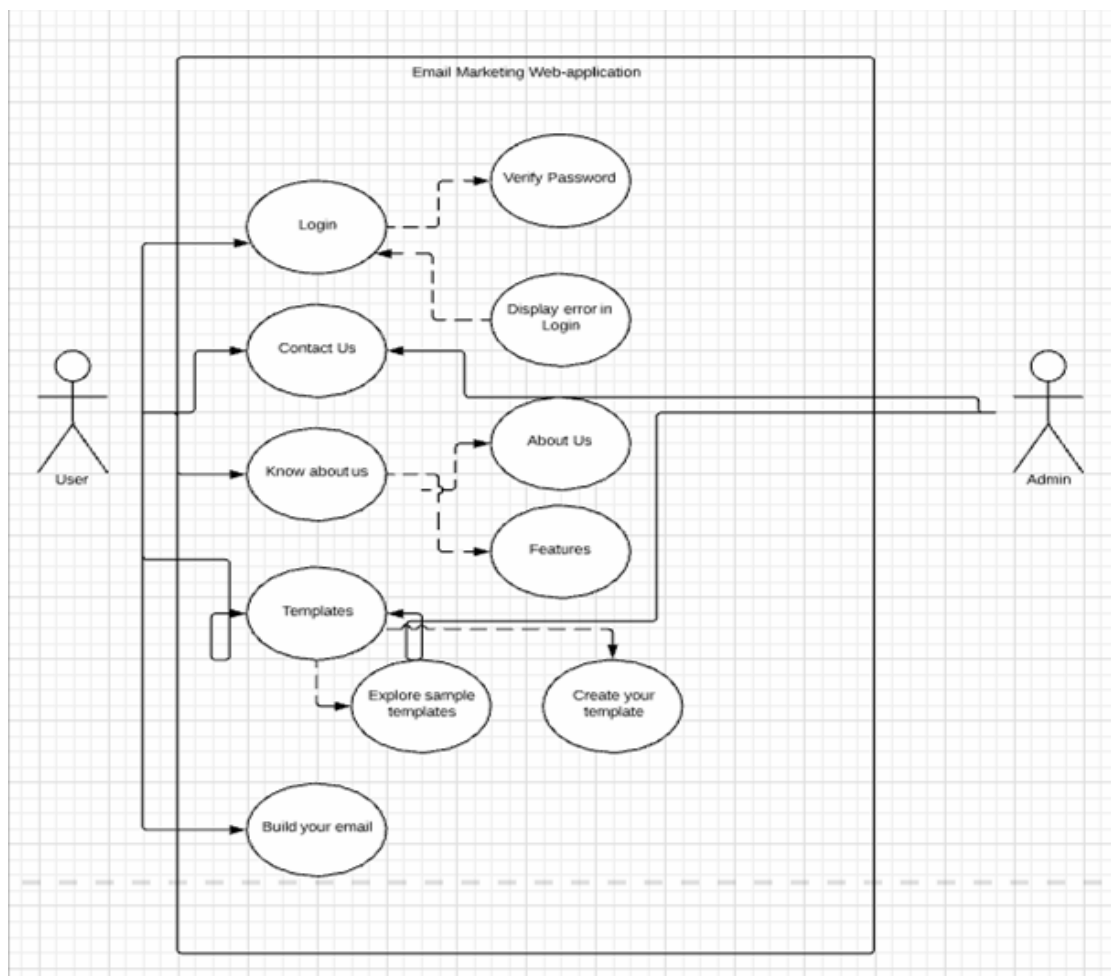 Email Marketing Web-application
Verify Password
Login
Display error in
Login
Contact Us
About Us
Know about us
User
Admin
Features
Templates
Explore sample
templates
Create your
template
Build your email